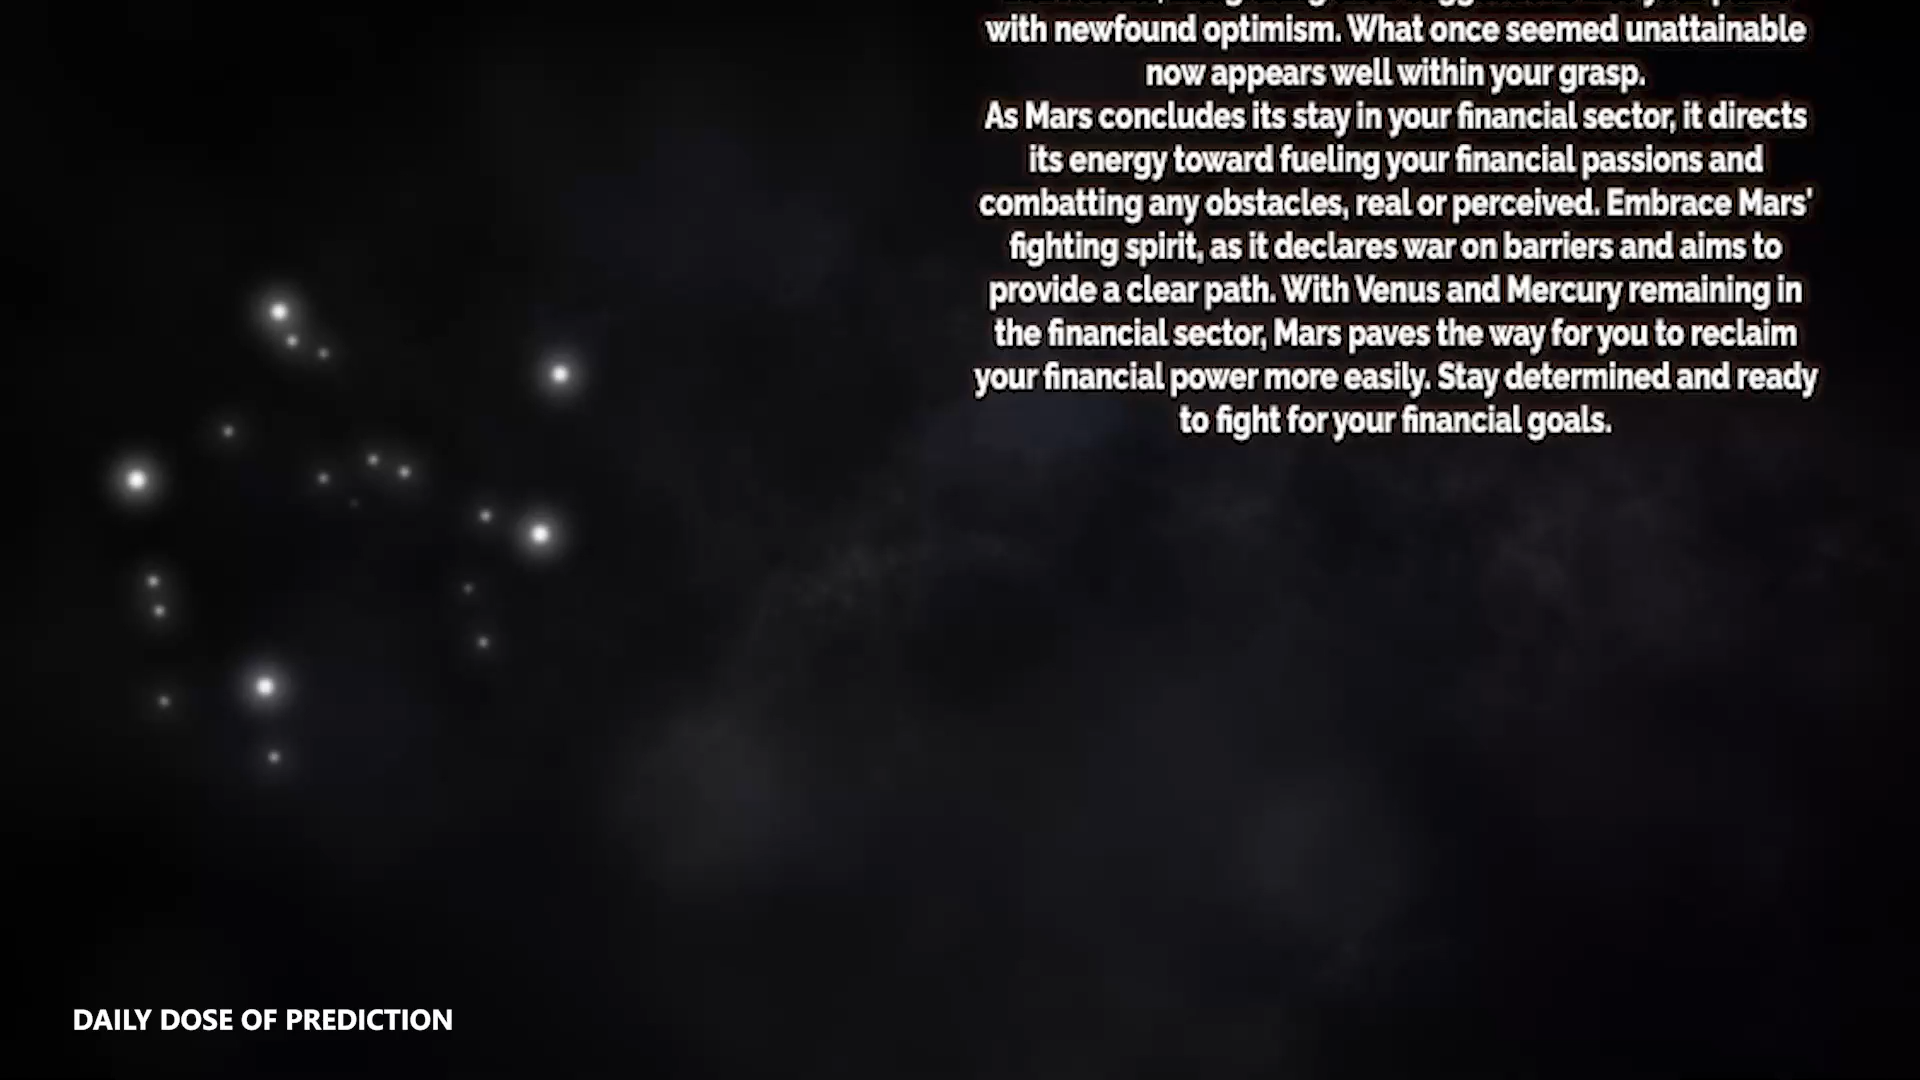 with newfound optimism. What once seemed unattainable
now appears well within your grasp.
As Mars concludes its stay in your financial sector, it directs
its energy toward fueling your financial passions and
combatting any obstacles, real or perceived. Embrace Mars'
fighting spirit, as it declares war on barriers and aims to
provide a clear path. With Venus and Mercury remaining in
the financial sector, Mars paves the way for you to reclaim
your financial power more easily. Stay determined and ready
to fight for your financial goals.
DAILY DOSE OF PREDICTION